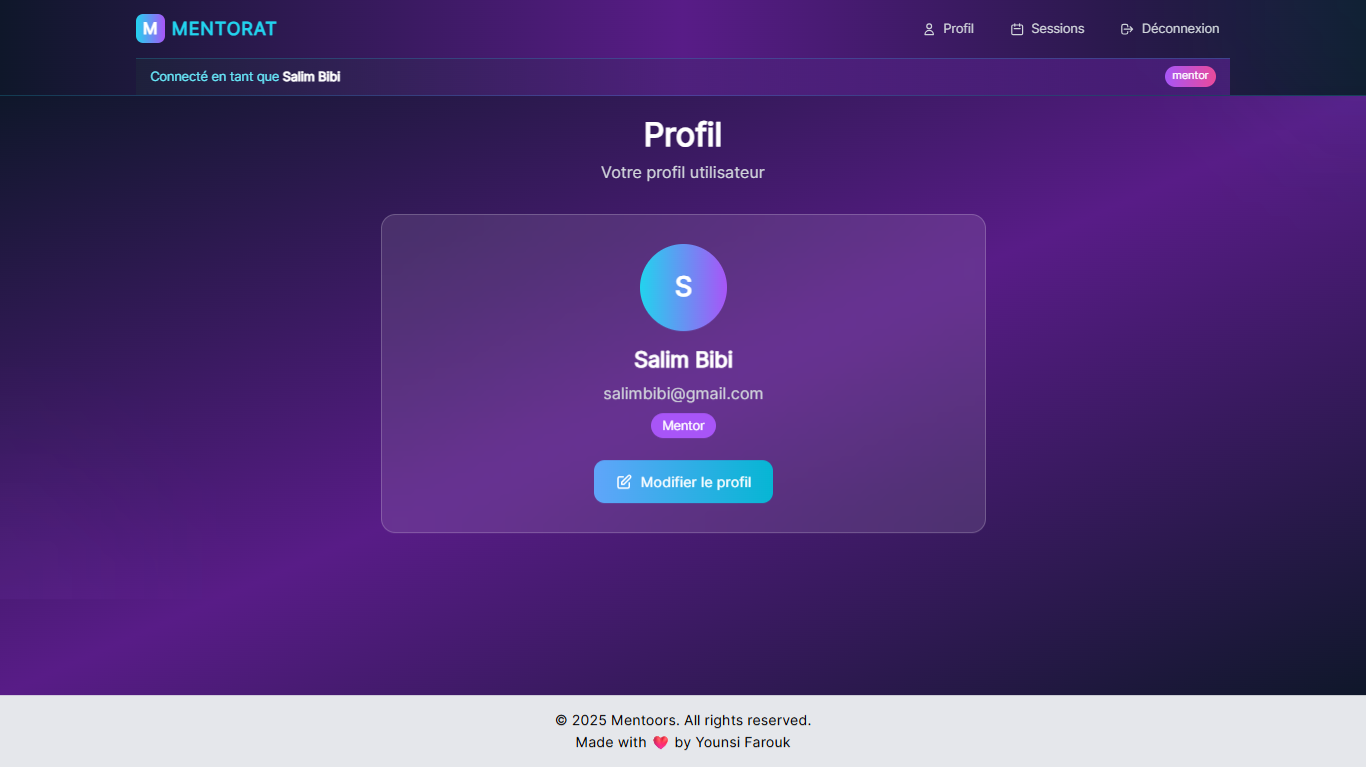 M MENTORAT
Profil
Sessions
Déconnexion
Connecté en tant que Salim Bibi
mentor
Profil
Votre profil utilisateur
S
Salim Bibi
salimbibi@gmail.com
Mentor
Modifier le profil
© 2025 Mentoors. All rights reserved.
Made with ❤️ by Younsi Farouk